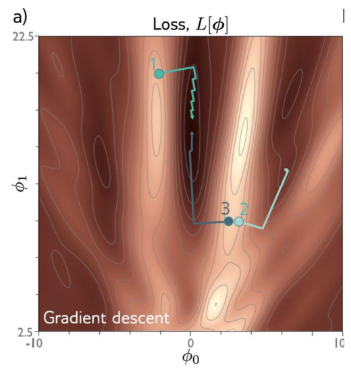 a) Loss, L[ϕ]
22.5
1
ϕ₁
3 2
2.5
Gradient descent
-10 0 10
ϕ₀